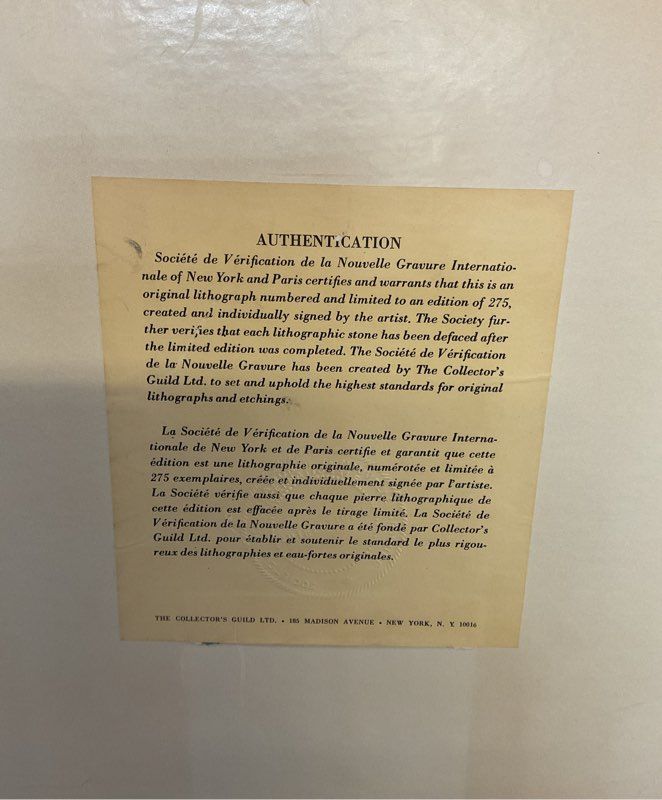 AUTHENTICATION
Société de Vérification de la Nouvelle Gravure Internatio-
nale of New York and Paris certifies and warrants that this is an
original lithograph numbered and limited to an edition of 275,
created and individually signed by the artist. The Society fur-
ther verifies that each lithographic stone has been defaced after
the limited edition was completed. The Société de Vérification
de la Nouvelle Gravure has been created by The Collector's
Guild Ltd. to set and uphold the highest standards for original
lithographs and etchings.
La Société de Vérification de la Nouvelle Gravure Interna-
tionale de New York et de Paris certifie et garantit que cette
édition est une lithographie originale, numérotée et limitée à
275 exemplaires, créée et individuellement signée par l'artiste.
La Société vérifie aussi que chaque pierre lithographique de
cette édition est effacée après le tirage limité. La Société de
Vérification de la Nouvelle Gravure a été fondé par Collector's
Guild Ltd. pour établir et soutenir le standard le plus rigou-
reux des lithographies et eau-fortes originales.
THE COLLECTOR'S GUILD LTD. • 185 MADISON AVENUE • NEW YORK, N. Y. 10016